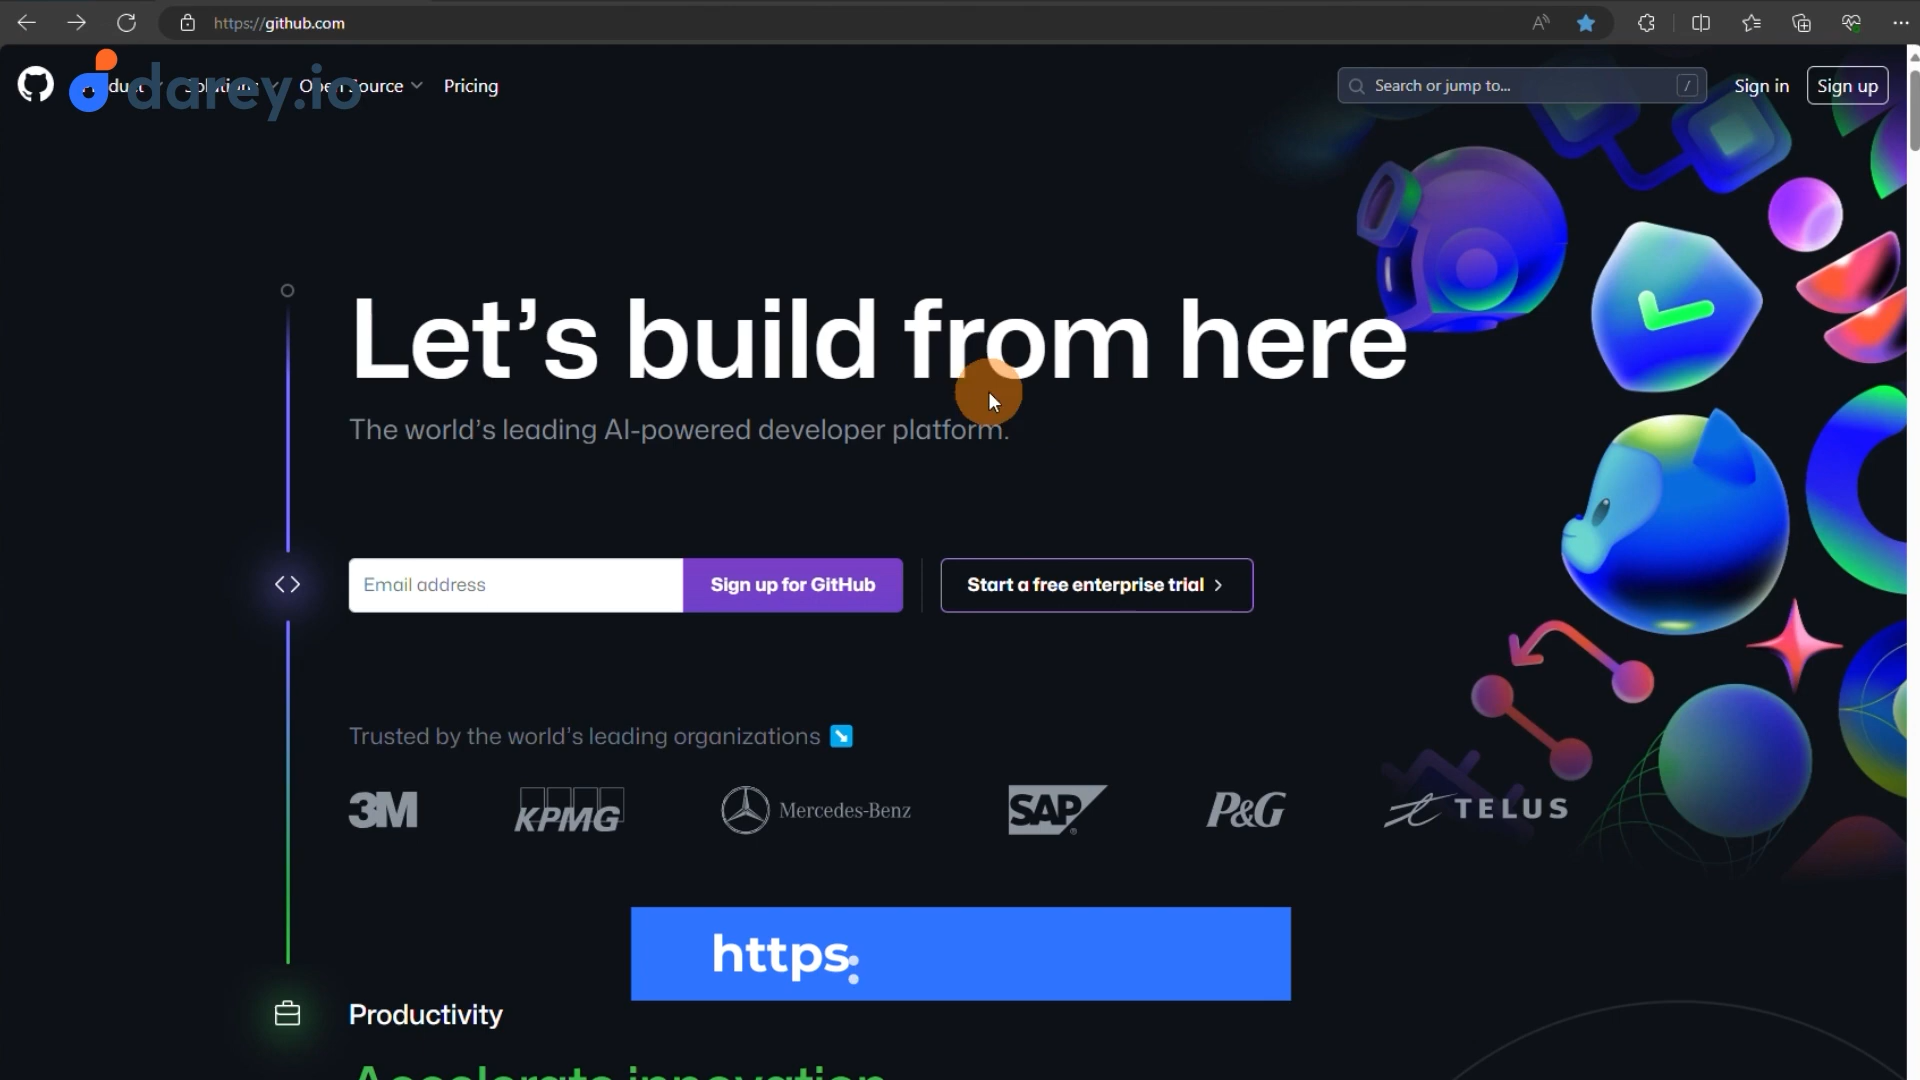 https://github.com
darey.io
Open Source
Pricing
Search or jump to...
/
Sign in
Sign up
Let’s build from here
The world’s leading AI-powered developer platform.
Email address
Sign up for GitHub
Start a free enterprise trial
Trusted by the world’s leading organizations
3M
KPMG
Mercedes-Benz
SAP
P&G
TELUS
https:
Productivity
Accelerate innovation